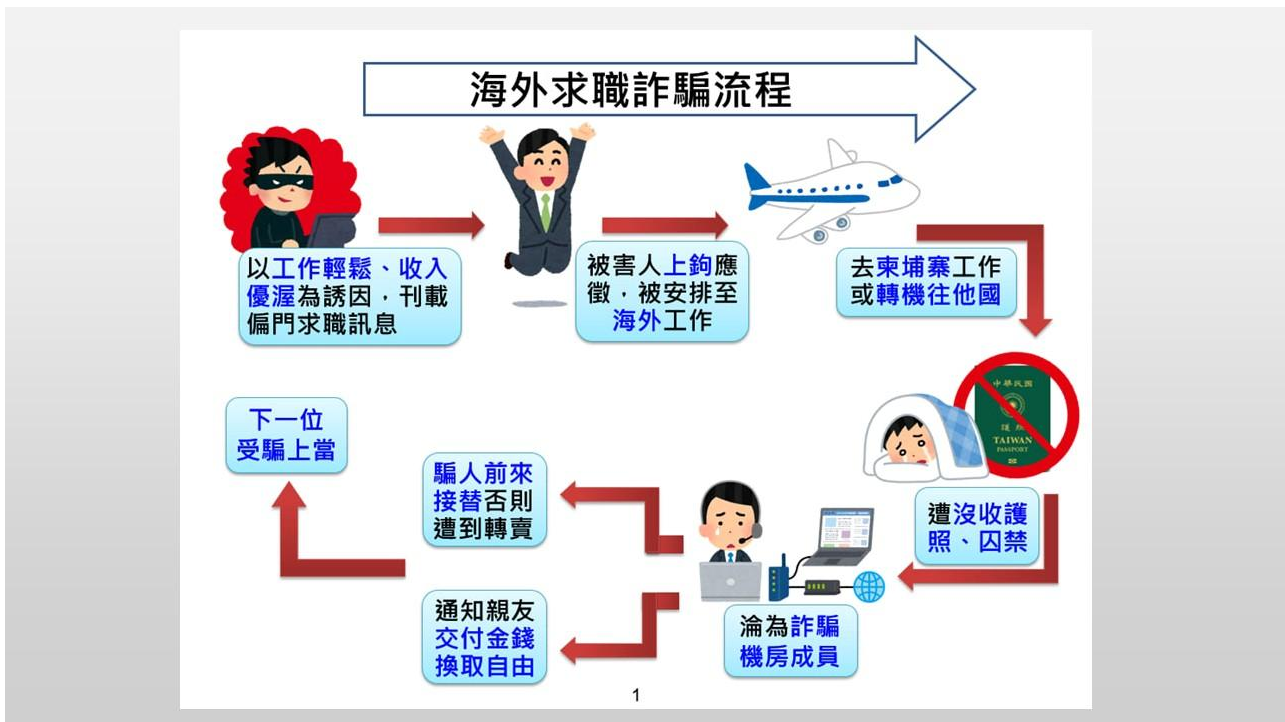 海外求職詐騙流程
以工作輕鬆、收入
優渥為誘因，刊載
偏門求職訊息
被害人上鉤應
徵，被安排至
海外工作
去柬埔寨工作
或轉機往他國
中華民國
護照
TAIWAN
PASSPORT
遭沒收護
照、囚禁
淪為詐騙
機房成員
騙人前來
接替否則
遭到轉賣
通知親友
交付金錢
換取自由
下一位
受騙上當
1